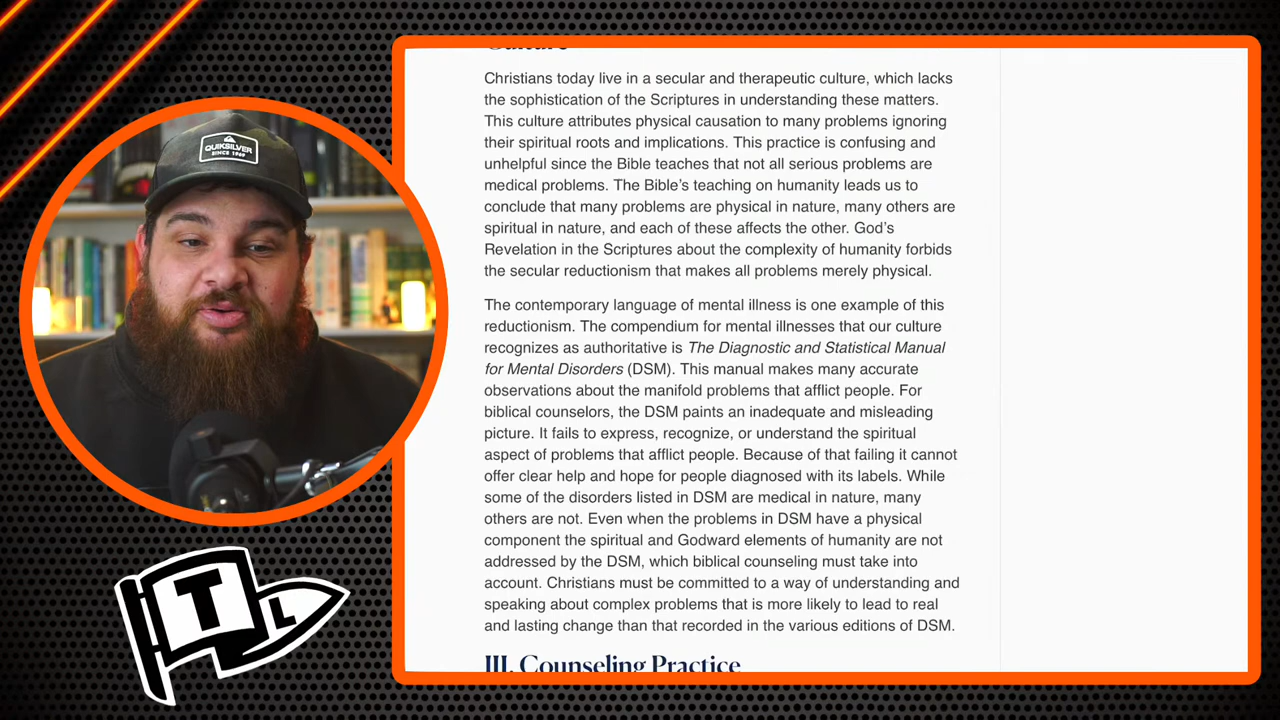 QUIKSILVER
SINCE 1969
T
L
Christians today live in a secular and therapeutic culture, which lacks
the sophistication of the Scriptures in understanding these matters.
This culture attributes physical causation to many problems ignoring
their spiritual roots and implications. This practice is confusing and
unhelpful since the Bible teaches that not all serious problems are
medical problems. The Bible’s teaching on humanity leads us to
conclude that many problems are physical in nature, many others are
spiritual in nature, and each of these affects the other. God’s
Revelation in the Scriptures about the complexity of humanity forbids
the secular reductionism that makes all problems merely physical.
The contemporary language of mental illness is one example of this
reductionism. The compendium for mental illnesses that our culture
recognizes as authoritative is The Diagnostic and Statistical Manual
for Mental Disorders (DSM). This manual makes many accurate
observations about the manifold problems that afflict people. For
biblical counselors, the DSM paints an inadequate and misleading
picture. It fails to express, recognize, or understand the spiritual
aspect of problems that afflict people. Because of that failing it cannot
offer clear help and hope for people diagnosed with its labels. While
some of the disorders listed in DSM are medical in nature, many
others are not. Even when the problems in DSM have a physical
component the spiritual and Godward elements of humanity are not
addressed by the DSM, which biblical counseling must take into
account. Christians must be committed to a way of understanding and
speaking about complex problems that is more likely to lead to real
and lasting change than that recorded in the various editions of DSM.
III. Counseling Practice